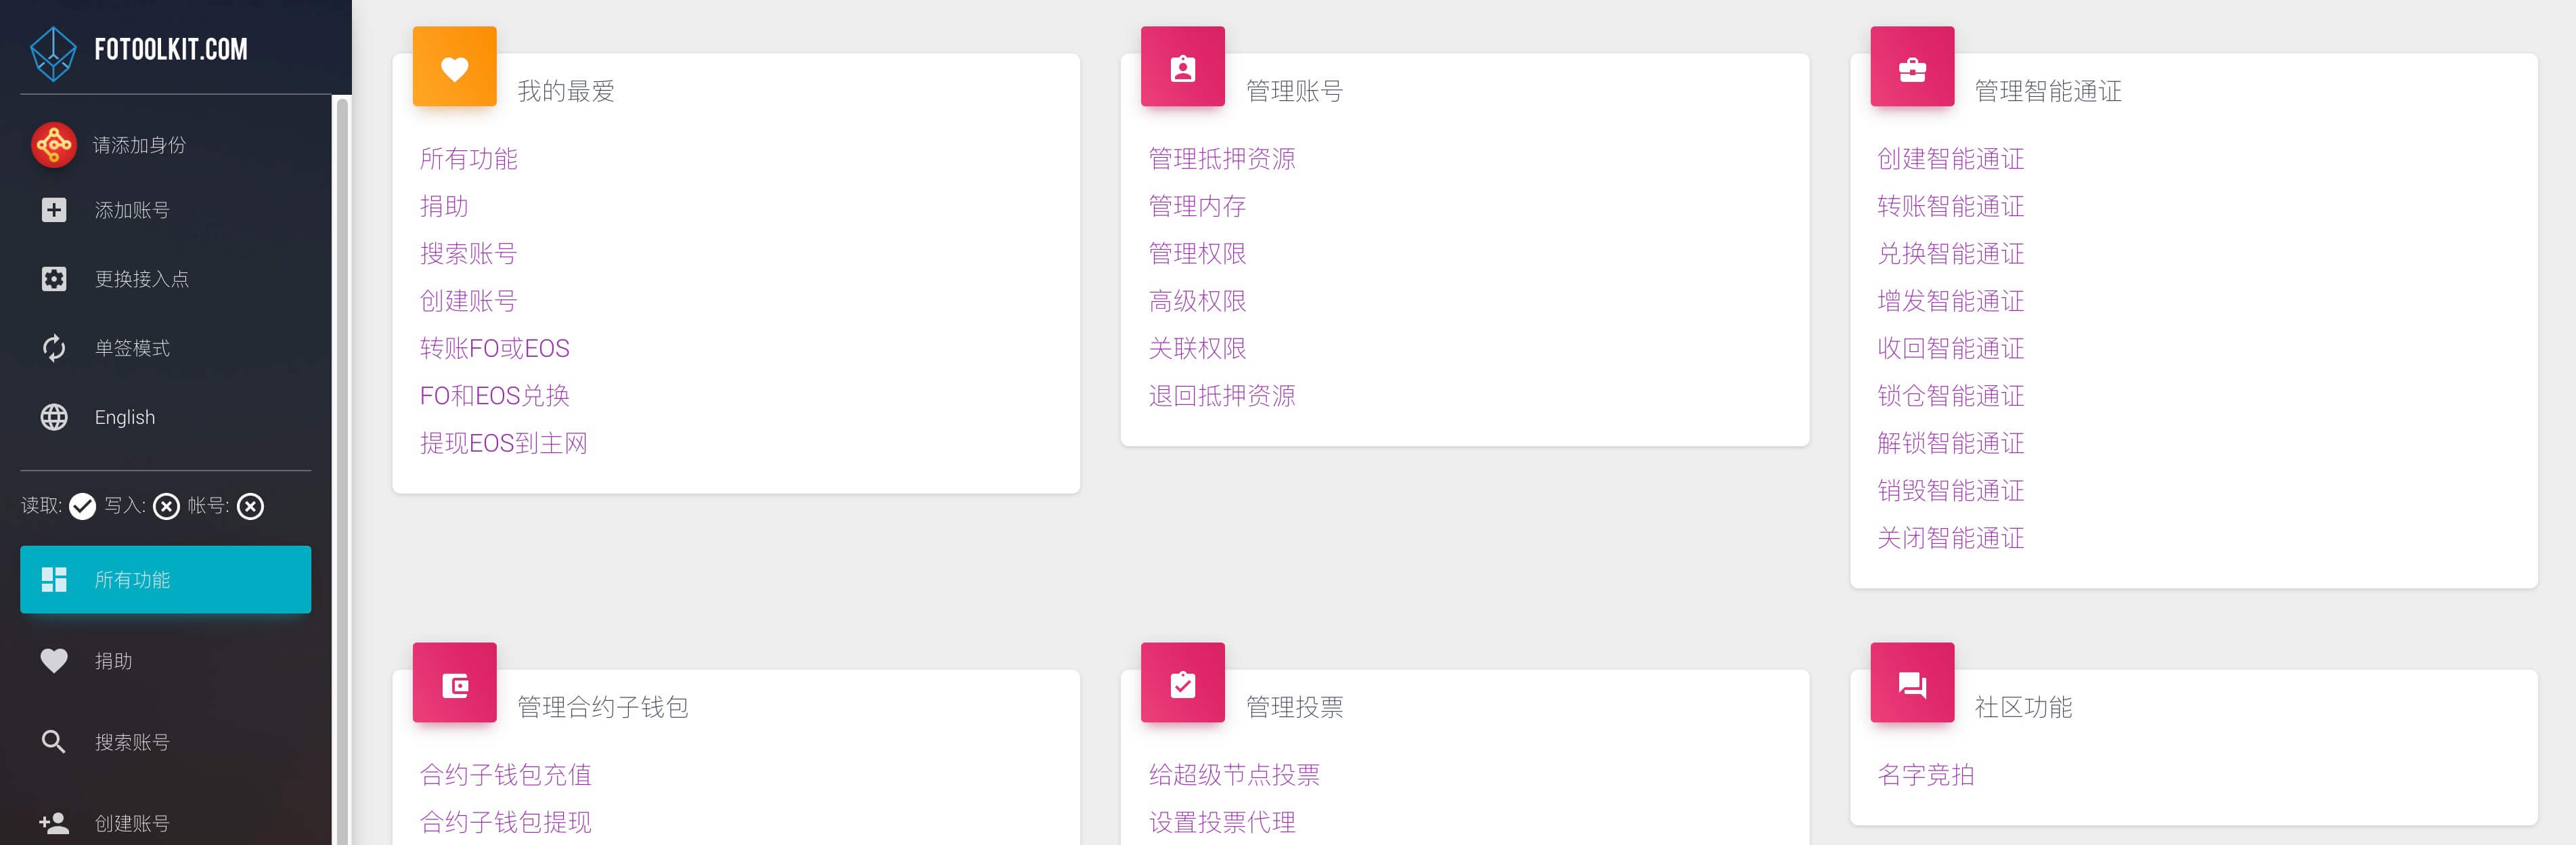 FOTOOLKIT.COM
请添加身份
添加账号
更换接入点
单签模式
English
读取: 写入: 帐号:
所有功能
捐助
搜索账号
创建账号
我的最爱
所有功能
捐助
搜索账号
创建账号
转账FO或EOS
FO和EOS兑换
提现EOS到主网
管理账号
管理抵押资源
管理内存
管理权限
高级权限
关联权限
退回抵押资源
管理智能通证
创建智能通证
转账智能通证
兑换智能通证
增发智能通证
收回智能通证
锁仓智能通证
解锁智能通证
销毁智能通证
关闭智能通证
管理合约子钱包
合约子钱包充值
合约子钱包提现
管理投票
给超级节点投票
设置投票代理
社区功能
名字竞拍